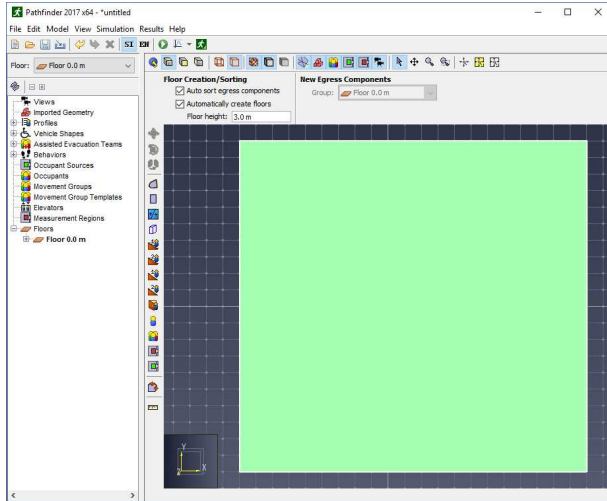 Pathfinder 2017 x64 - *untitled
File Edit Model View Simulation Results Help
SI EN
Floor: Floor 0.0 m
Floor Creation/Sorting
New Egress Components
Auto sort egress components
Group: Floor 0.0 m
Automatically create floors
Floor height: 3.0 m
Views
Imported Geometry
Profiles
Vehicle Shapes
Assisted Evacuation Teams
Behaviors
Occupant Sources
Occupants
Movement Groups
Movement Group Templates
Elevators
Measurement Regions
Floors
Floor 0.0 m
Y
Z X